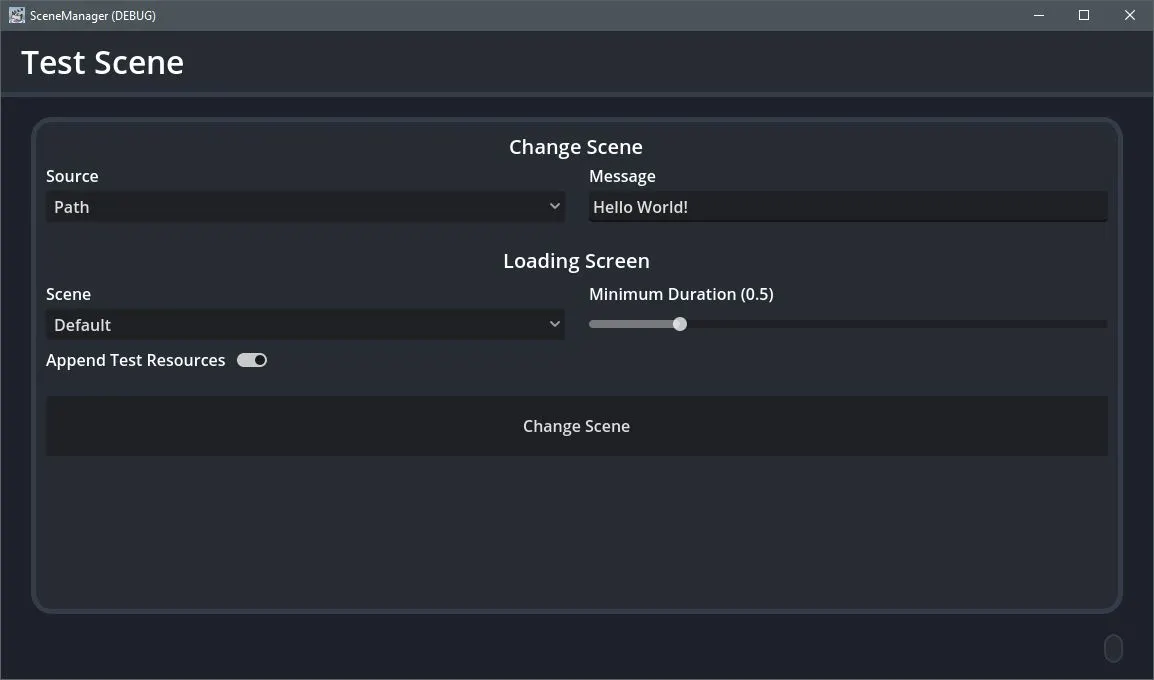 SceneManager (DEBUG)
Test Scene
Change Scene
Source
Message
Path
Hello World!
Loading Screen
Scene
Minimum Duration (0.5)
Default
Append Test Resources
Change Scene